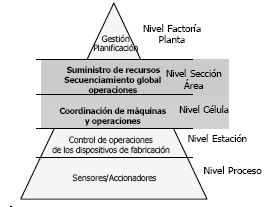 Gestión
Planificación
Nivel Factoría
Planta
Suministro de recursos
Secuenciamiento global
operaciones
Nivel Sección
Área
Coordinación de máquinas
y operaciones
Nivel Célula
Control de operaciones
de los dispositivos de fabricación
Nivel Estación
Sensores/Accionadores
Nivel Proceso